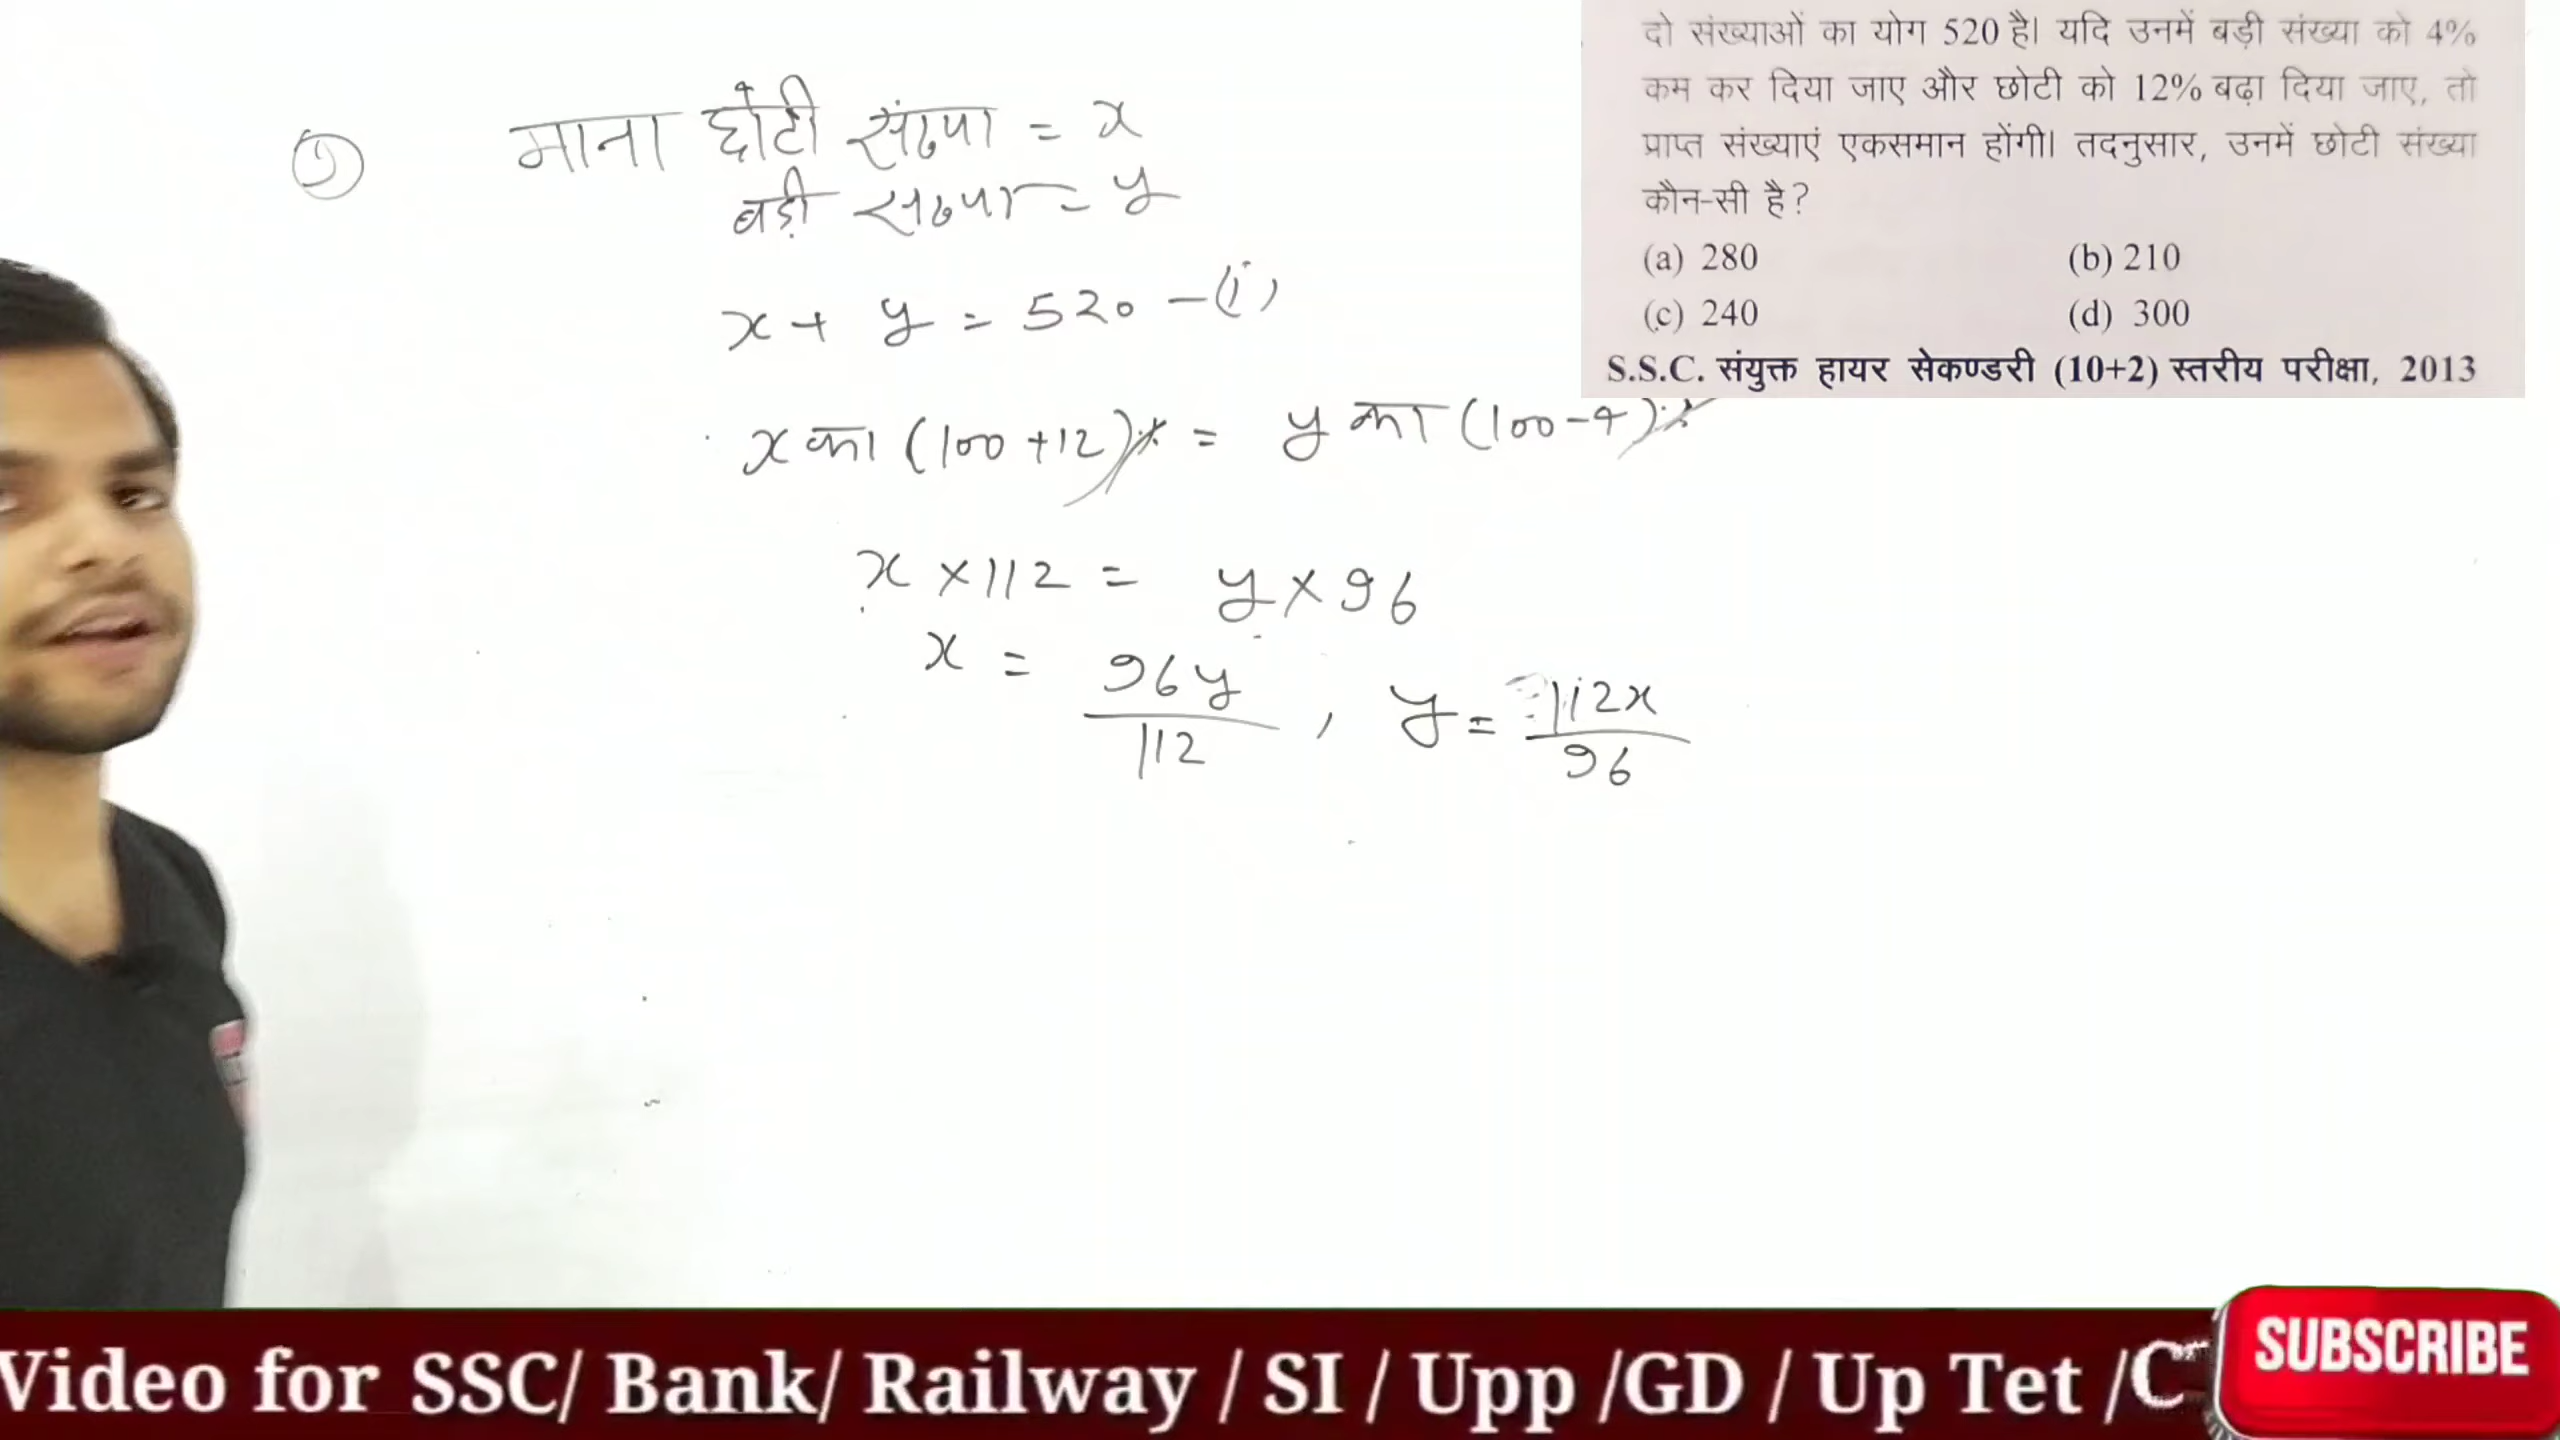 दो संख्याओं का योग 520 है। यदि उनमें बड़ी संख्या को 4%
कम कर दिया जाए और छोटी को 12% बढ़ा दिया जाए, तो
प्राप्त संख्याएं एकसमान होंगी। तदनुसार, उनमें छोटी संख्या
कौन-सी है?
(a) 280 (b) 210
(c) 240 (d) 300
S.S.C. संयुक्त हायर सेकण्डरी (10+2) स्तरीय परीक्षा, 2013
माना छोटी संख्या = x
बड़ी संख्या = y
x + y = 520 -(i)
x का (100 +12)% = y का (100-4)%
x ×112 = y × 96
x = 96y/112 , y = 112x/96
Video for SSC/ Bank/ Railway / SI / Upp /GD / Up Tet /C
SUBSCRIBE